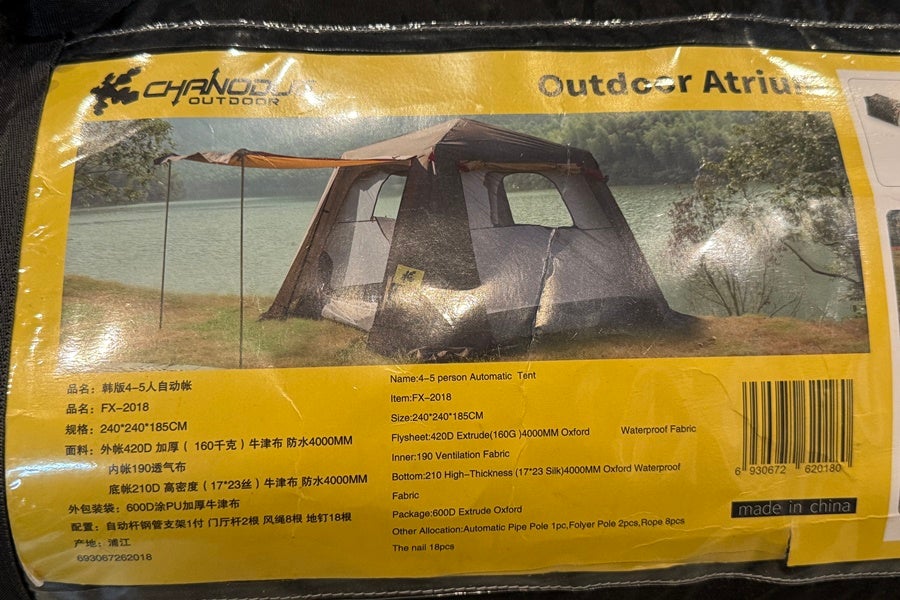 CHANODUG
OUTDOOR
Outdoor Atrium
品名：韩版4-5人自动帐
品名：FX-2018
规格：240*240*185CM
面料：外帐420D 加厚（ 160千克）牛津布 防水4000MM
内帐190透气布
底帐210D 高密度（17*23丝）牛津布 防水4000MM
外包装袋：600D涂PU加厚牛津布
配置：自动杆钢管支架1付 门厅杆2根 风绳8根 地钉18根
产地：浦江
693067262018
Name:4-5 person Automatic Tent
Item:FX-2018
Size:240*240*185CM
Flysheet:420D Extrude(160G )4000MM Oxford Waterproof Fabric
Inner:190 Ventilation Fabric
Bottom:210 High-Thickness (17*23 Silk)4000MM Oxford Waterproof
Fabric
Package:600D Extrude Oxford
Other Allocation:Automatic Pipe Pole 1pc,Folyer Pole 2pcs,Rope 8pcs
The nail 18pcs
6 930672 620180
made in china